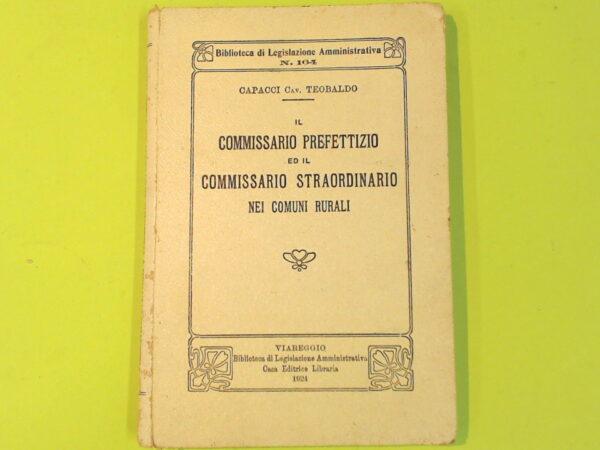 Biblioteca di Legislazione Amministrativa
N. 104
CAPACCI CAV. TEOBALDO
IL
COMMISSARIO PREFETTIZIO
ED IL
COMMISSARIO STRAORDINARIO
NEI COMUNI RURALI
VIAREGGIO
Biblioteca di Legislazione Amministrativa
Casa Editrice Libraria
1924